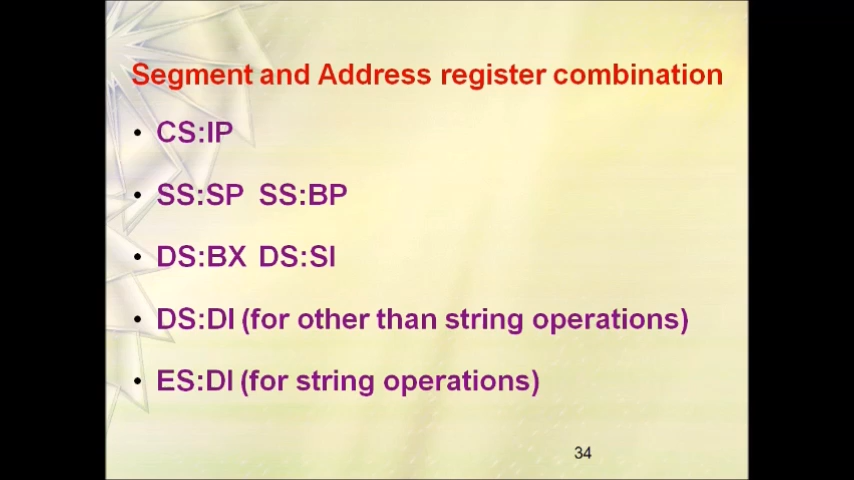 Segment and Address register combination
• CS:IP
• SS:SP SS:BP
• DS:BX DS:SI
• DS:DI (for other than string operations)
• ES:DI (for string operations)
34